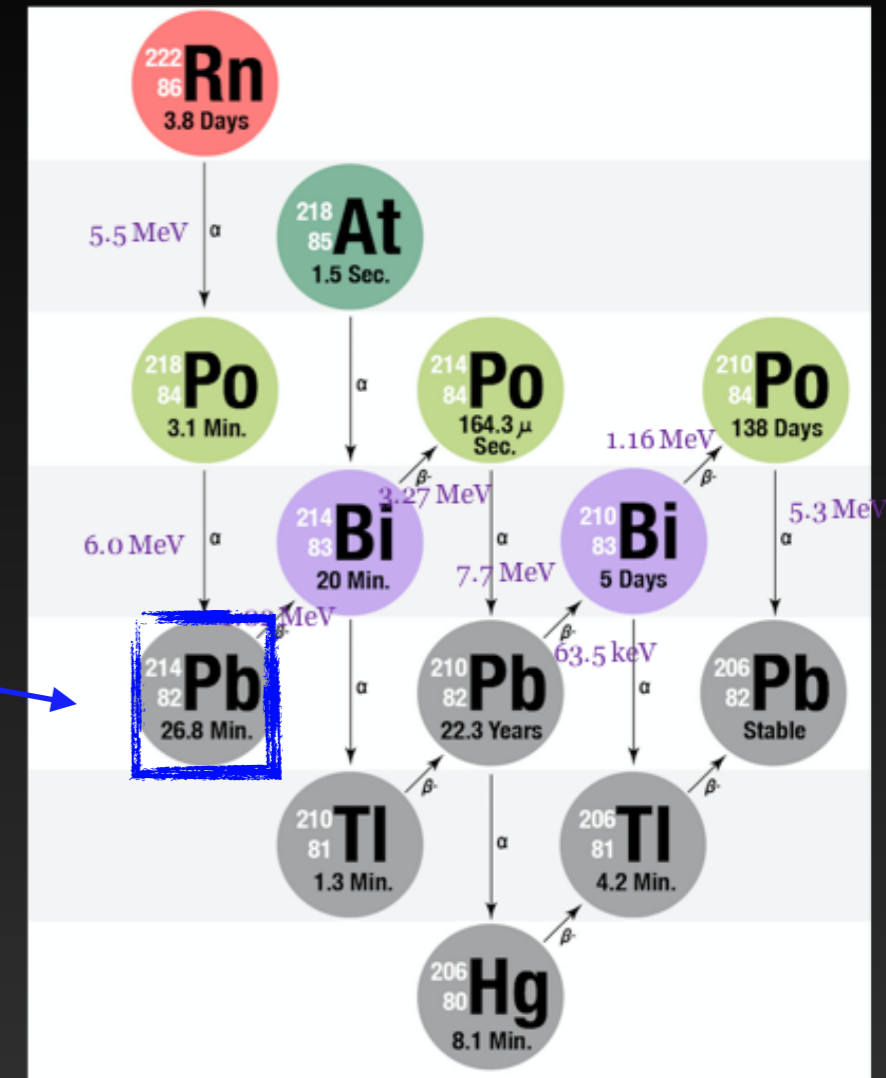 222
86
Rn
3.8 Days
5.5 MeV
α
218
85
At
1.5 Sec.
218
84
Po
3.1 Min.
α
214
84
Po
164.3 μ
Sec.
210
84
Po
138 Days
1.16 MeV
β-
β-
3.27 MeV
6.0 MeV
α
214
83
Bi
20 Min.
α
7.7 MeV
210
83
Bi
5 Days
α
5.3 MeV
MeV
β-
β-
63.5 keV
214
82
Pb
26.8 Min.
α
210
82
Pb
22.3 Years
α
206
82
Pb
Stable
β-
β-
210
81
Tl
1.3 Min.
α
206
81
Tl
4.2 Min.
β-
206
80
Hg
8.1 Min.